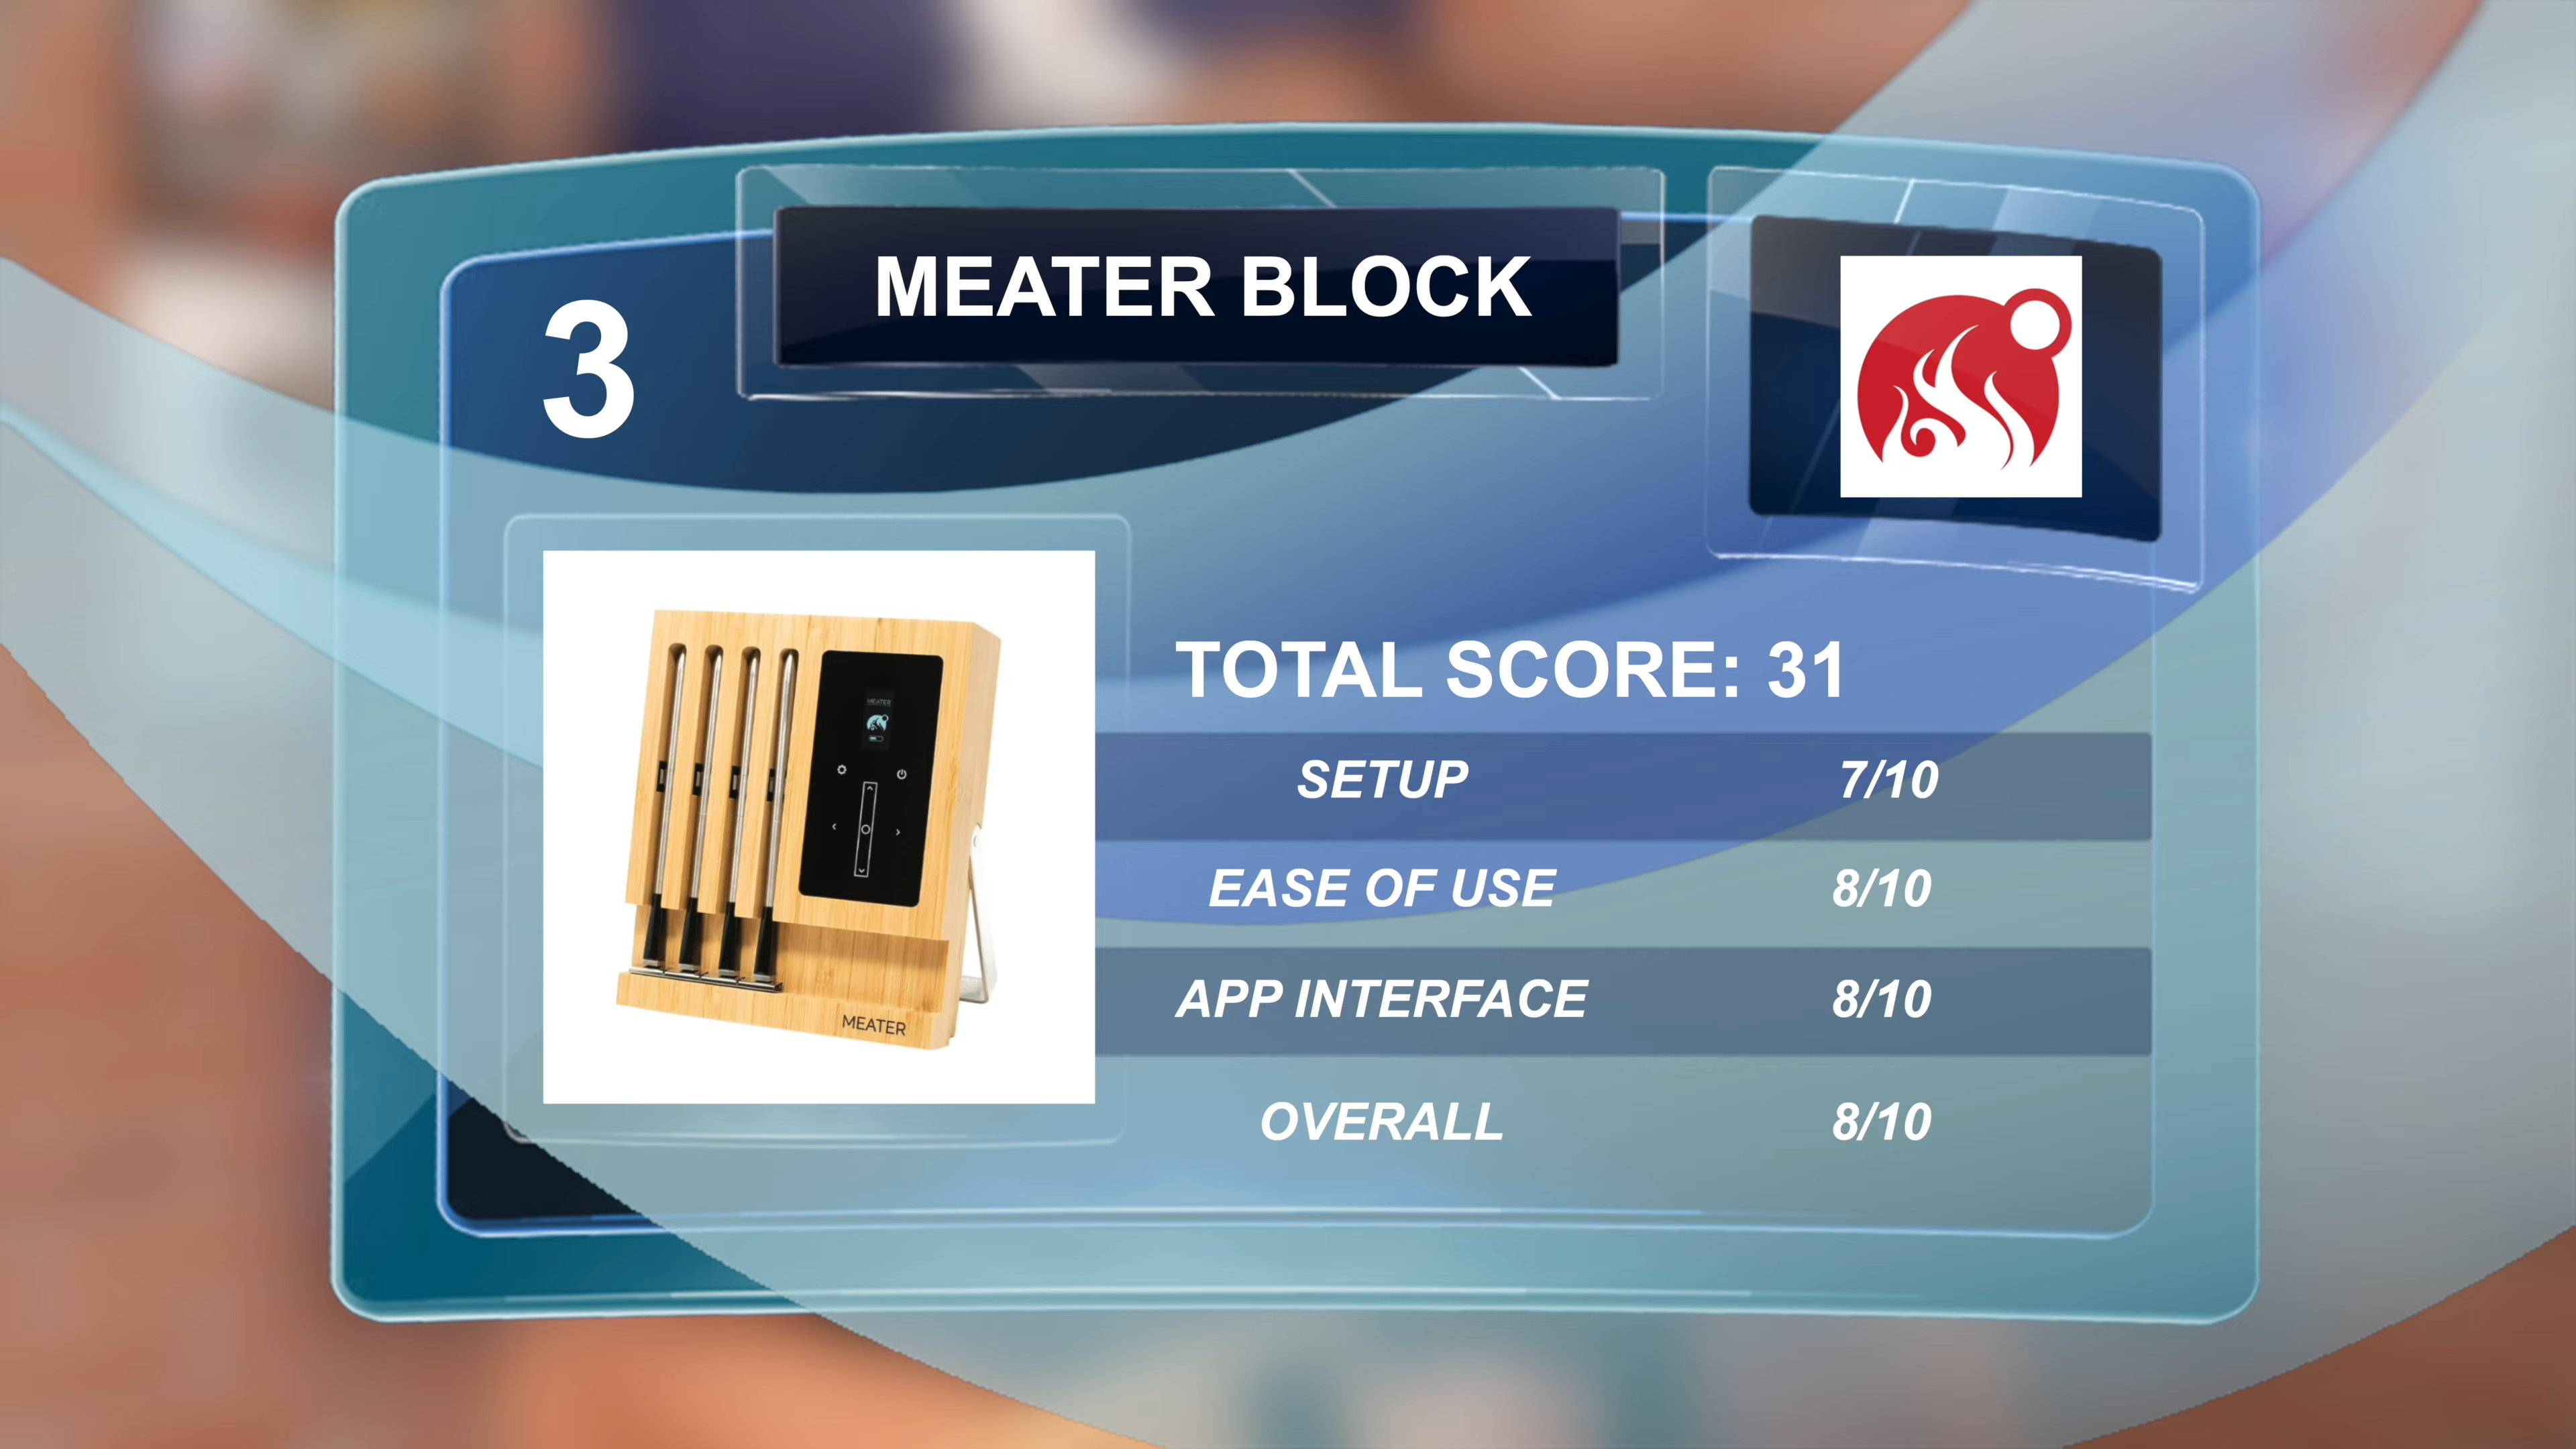 3
MEATER BLOCK
TOTAL SCORE: 31
SETUP 7/10
EASE OF USE 8/10
APP INTERFACE 8/10
OVERALL 8/10
MEATER
MEATER